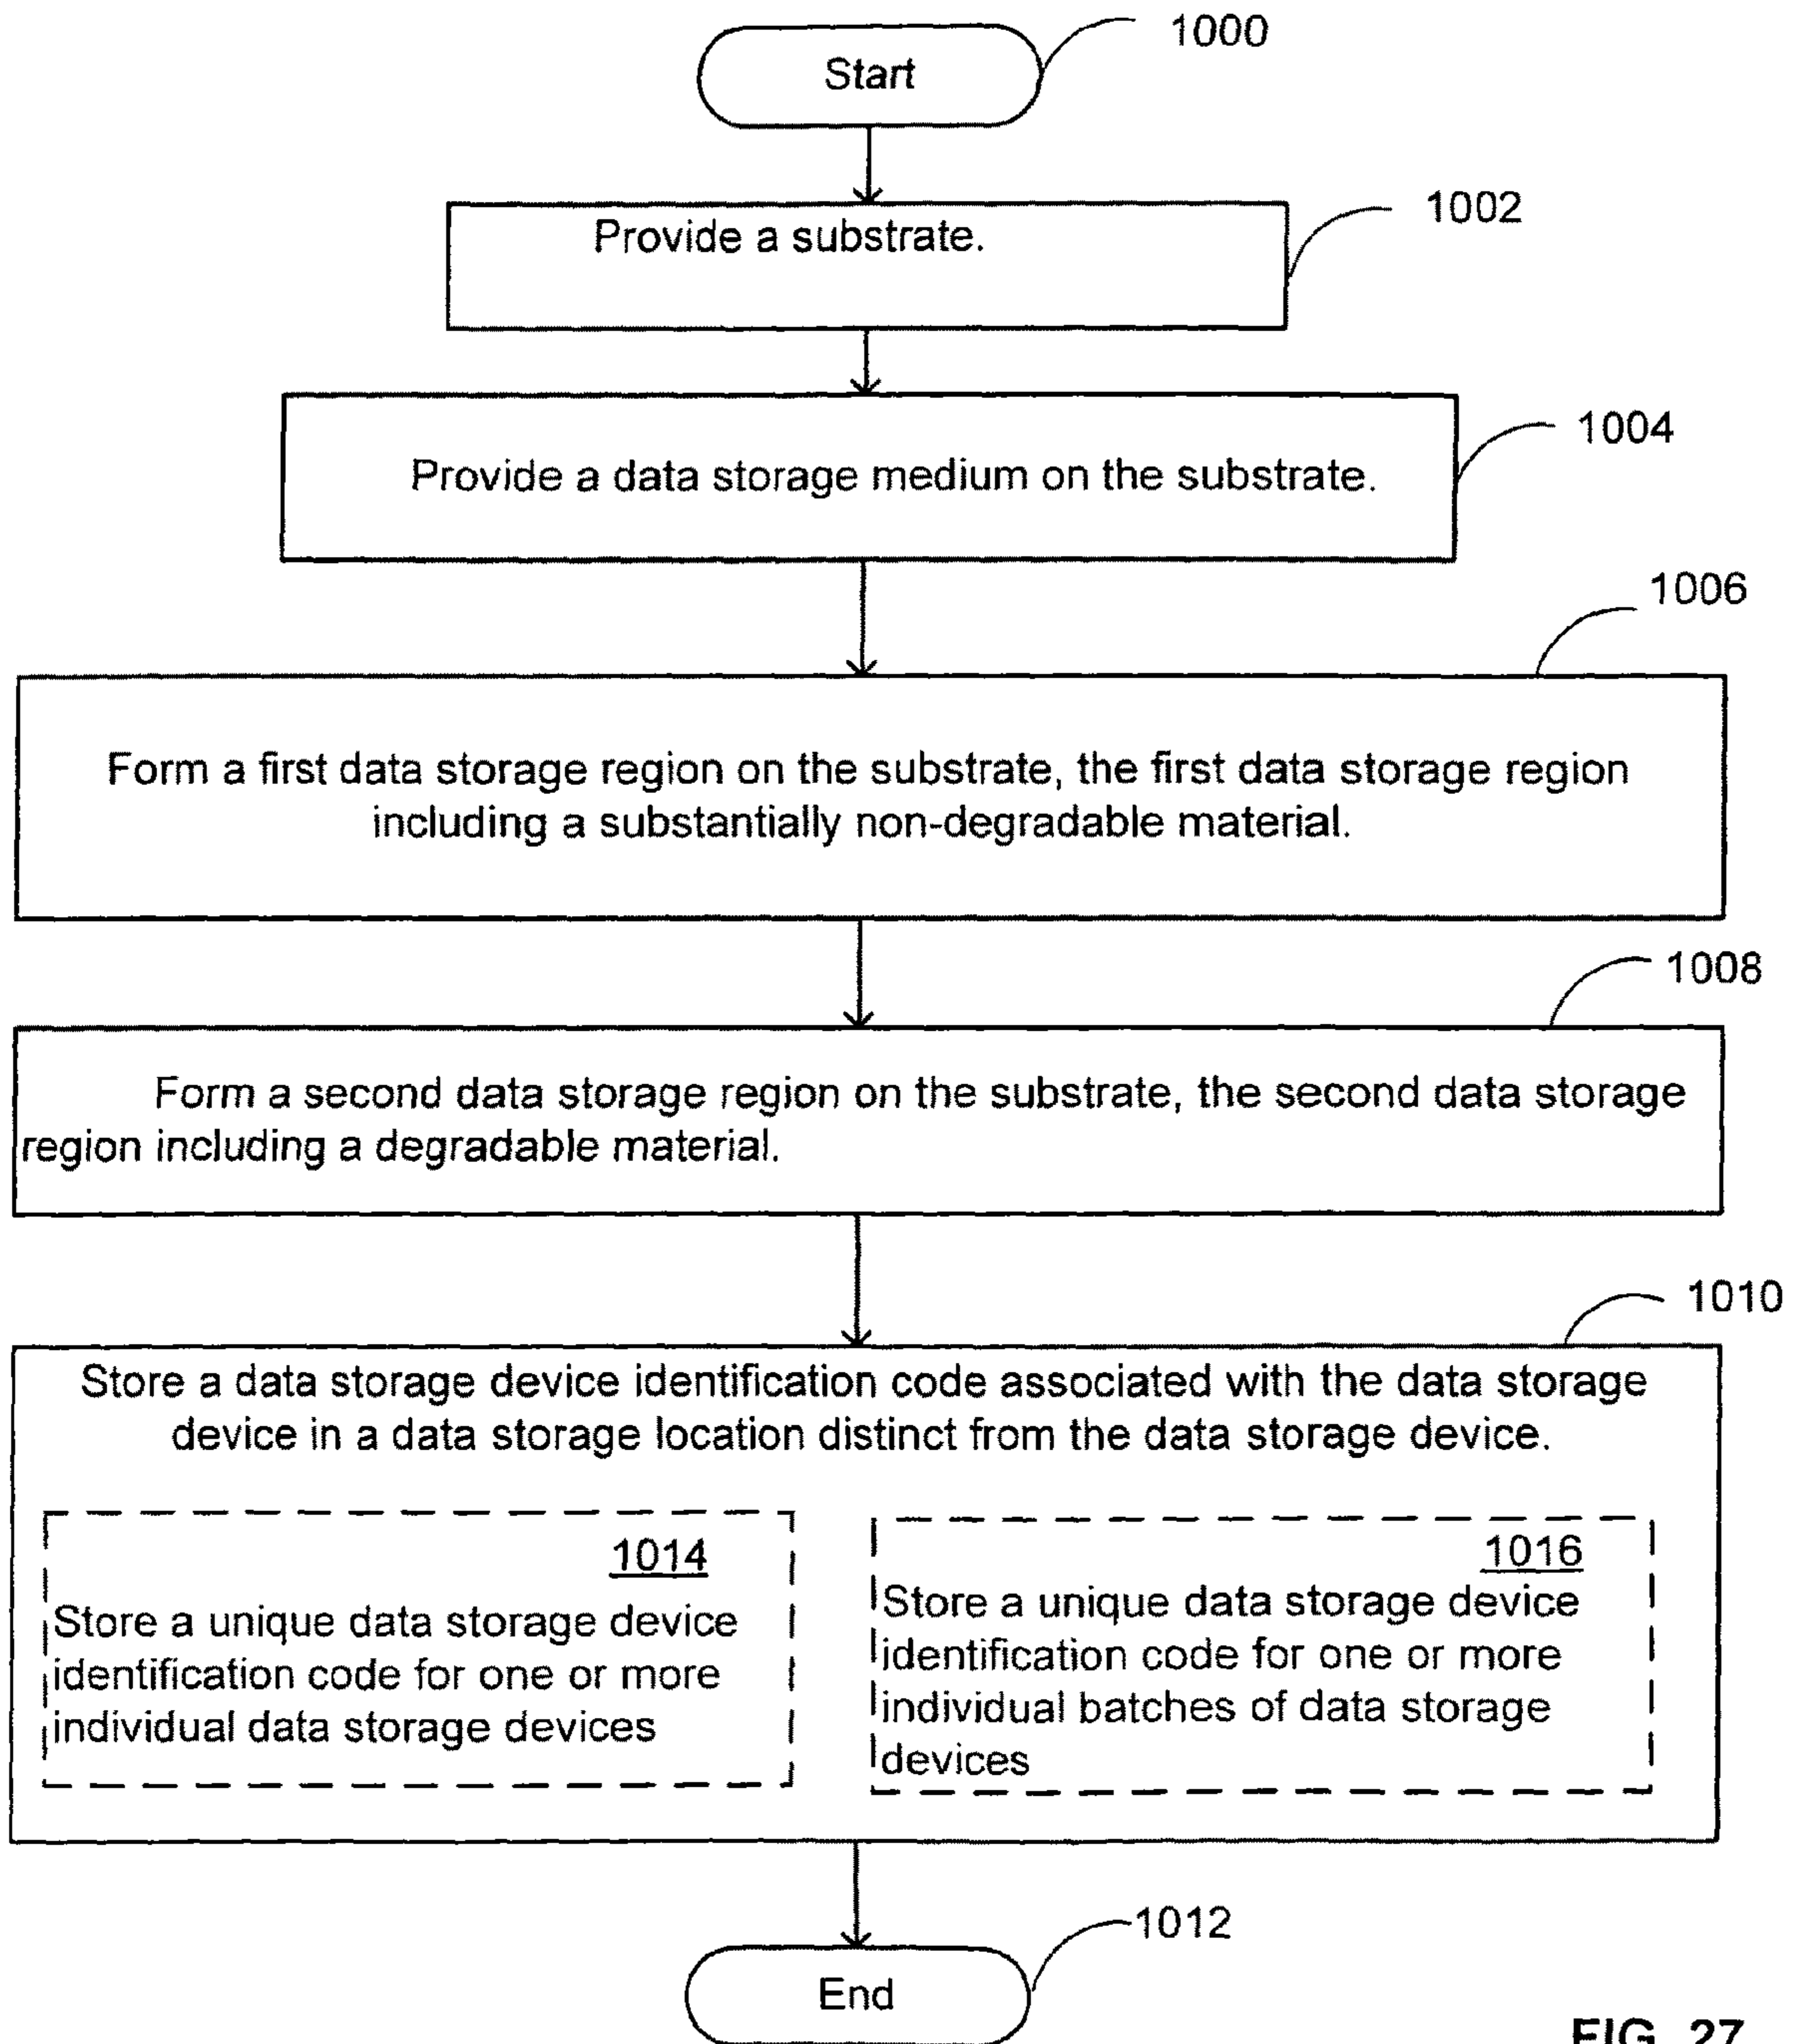 Start
1000
Provide a substrate.
1002
Provide a data storage medium on the substrate.
1004
1006
Form a first data storage region on the substrate, the first data storage region
including a substantially non-degradable material.
1008
Form a second data storage region on the substrate, the second data storage
region including a degradable material.
1010
Store a data storage device identification code associated with the data storage
device in a data storage location distinct from the data storage device.
1014
Store a unique data storage device
identification code for one or more
individual data storage devices
1016
Store a unique data storage device
identification code for one or more
individual batches of data storage
devices
1012
End
FIG. 27